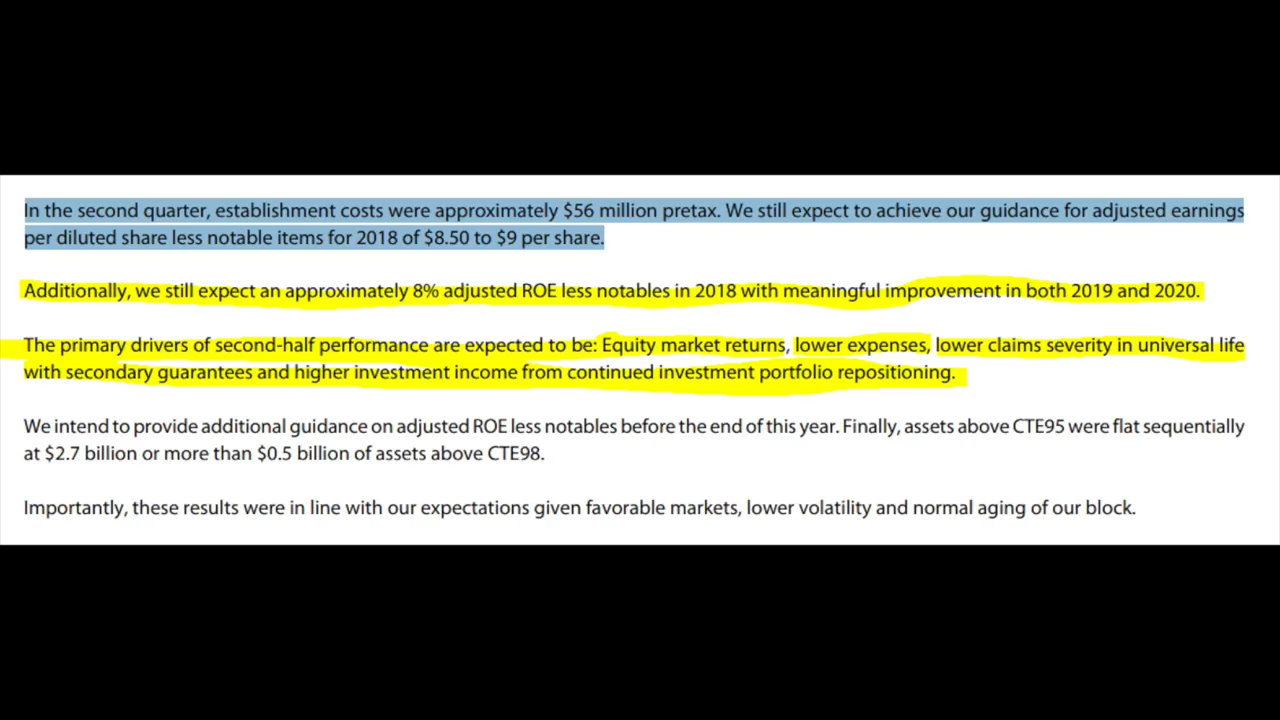 In the second quarter, establishment costs were approximately $56 million pretax. We still expect to achieve our guidance for adjusted earnings
per diluted share less notable items for 2018 of $8.50 to $9 per share.
Additionally, we still expect an approximately 8% adjusted ROE less notables in 2018 with meaningful improvement in both 2019 and 2020.
The primary drivers of second-half performance are expected to be: Equity market returns, lower expenses, lower claims severity in universal life
with secondary guarantees and higher investment income from continued investment portfolio repositioning.
We intend to provide additional guidance on adjusted ROE less notables before the end of this year. Finally, assets above CTE95 were flat sequentially
at $2.7 billion or more than $0.5 billion of assets above CTE98.
Importantly, these results were in line with our expectations given favorable markets, lower volatility and normal aging of our block.